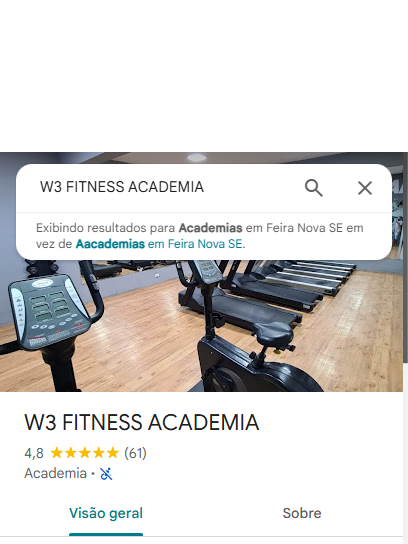 W3 FITNESS ACADEMIA
Exibindo resultados para Academias em Feira Nova SE em
vez de Aacademias em Feira Nova SE.
W3 FITNESS ACADEMIA
4,8 (61)
Academia ·
Visão geral
Sobre